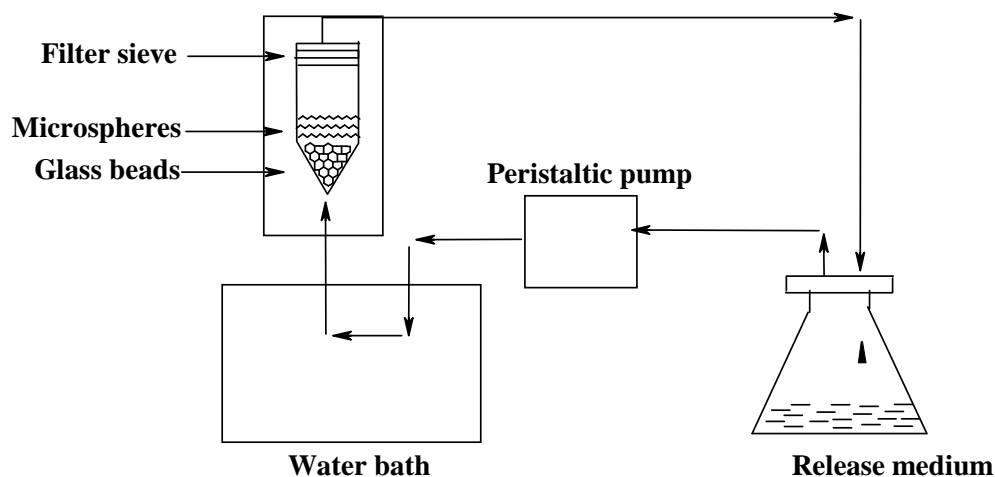 Filter sieve
Microspheres
Glass beads
Peristaltic pump
Water bath
Release medium